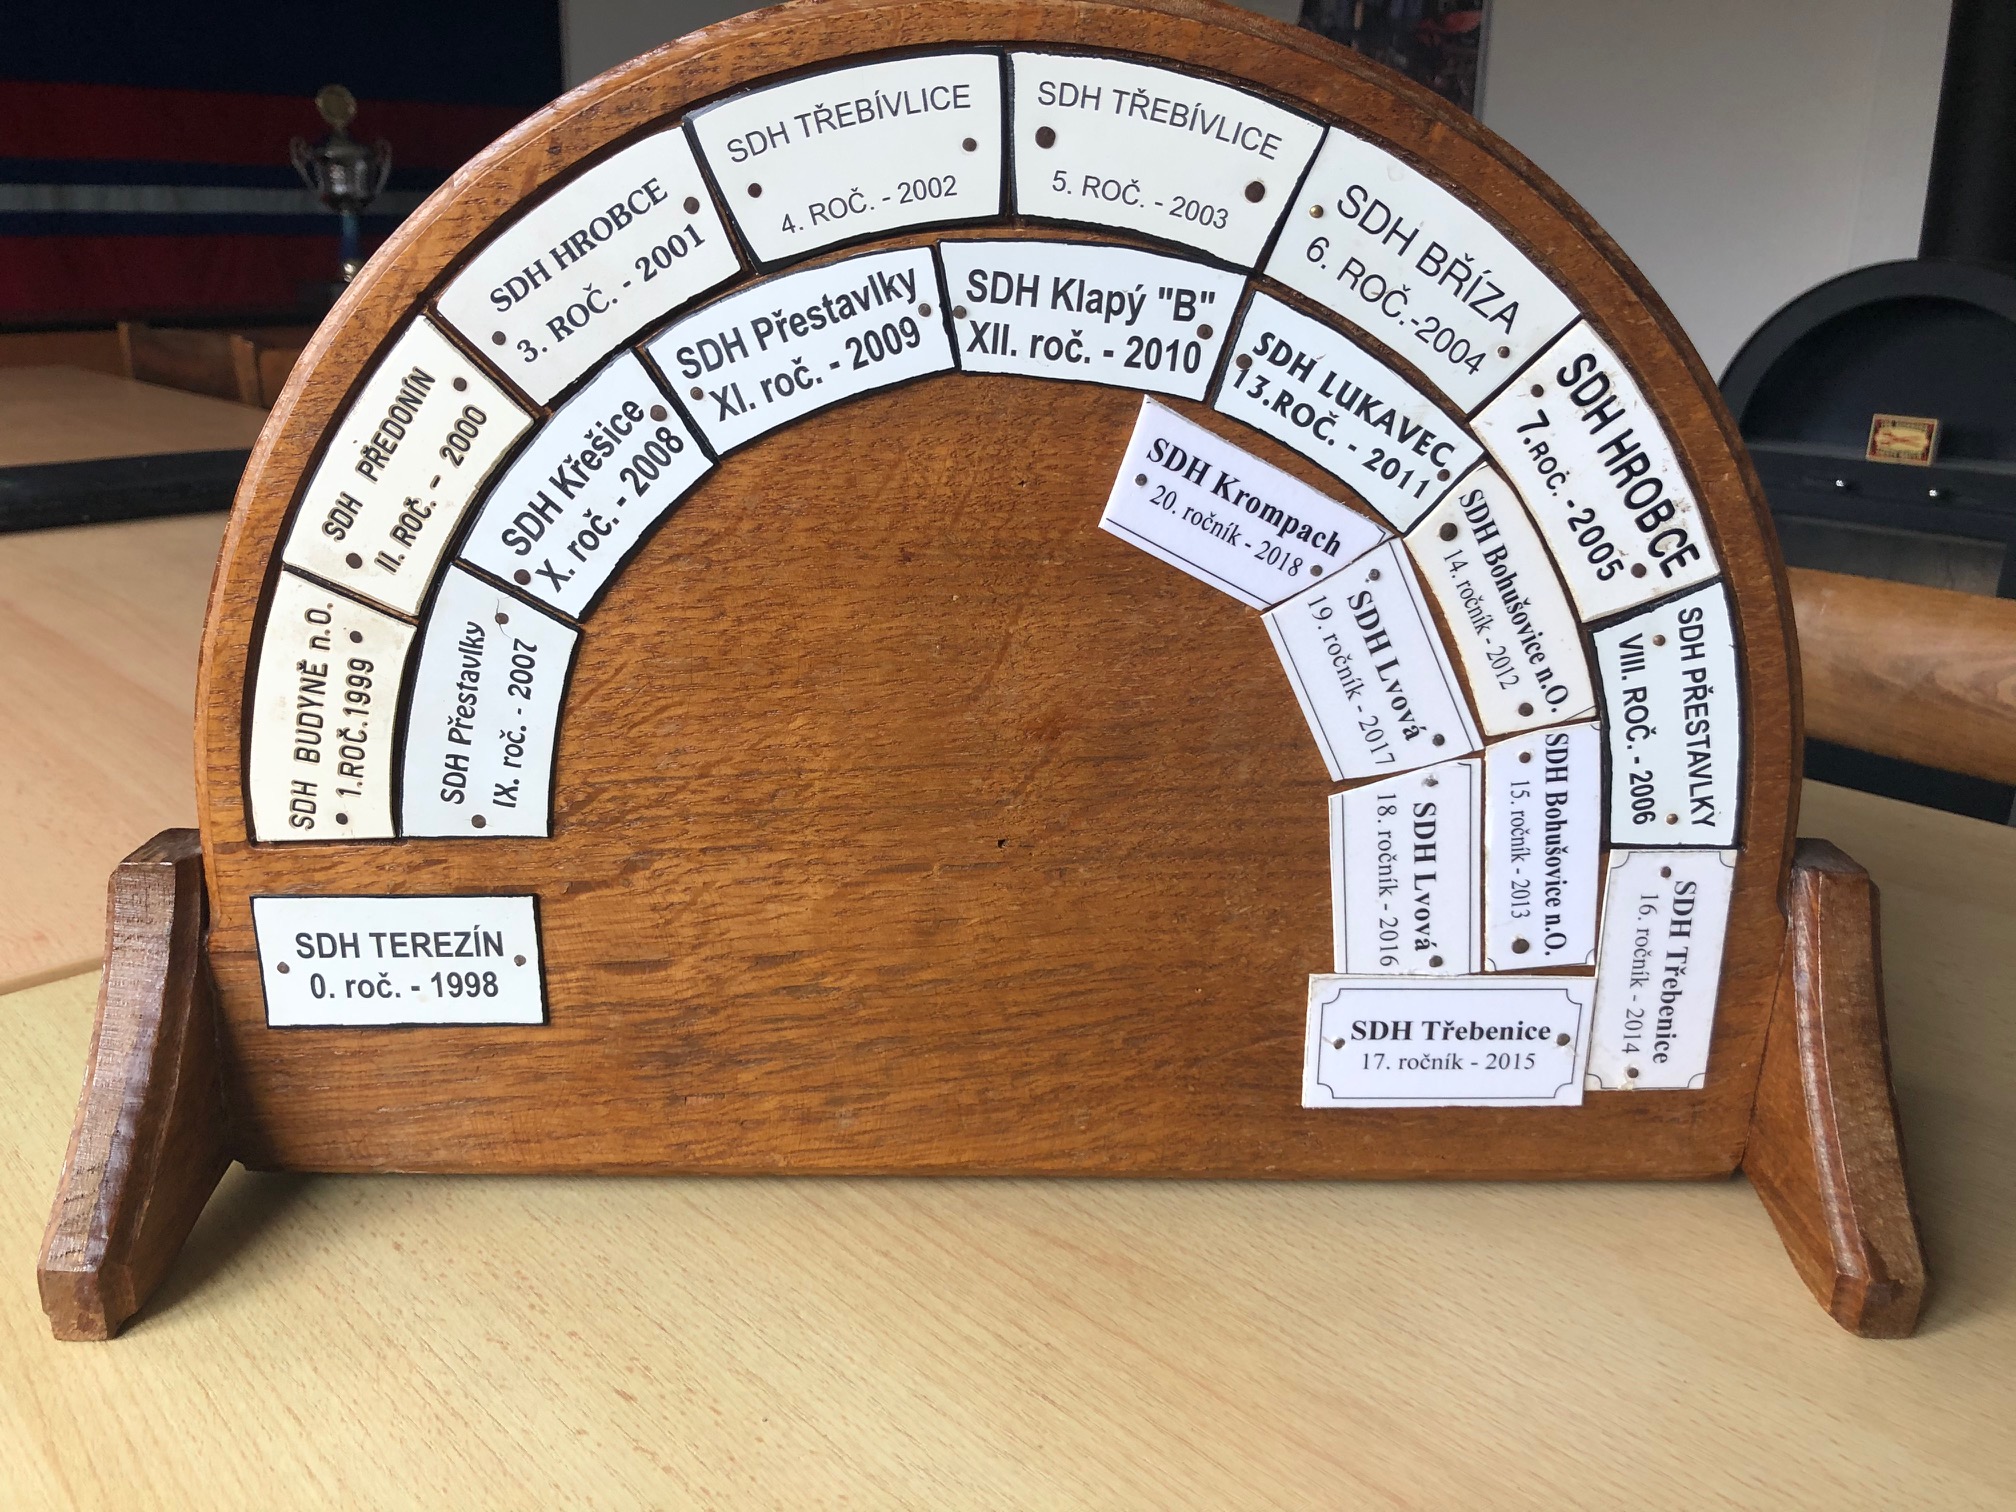 SDH TEREZÍN
0. roč. - 1998
SDH BUDYNĚ n.O.
1.ROČ.1999
SDH PŘEDONÍN
II. ROČ. - 2000
SDH HROBCE
3. ROČ. - 2001
SDH TŘEBÍVLICE
4. ROČ. - 2002
SDH TŘEBÍVLICE
5. ROČ. - 2003
SDH BŘÍZA
6. ROČ.-2004
SDH HROBCE
7.ROČ. - 2005
SDH PŘESTAVLKY
VIII. ROČ. - 2006
SDH Přestavlky
IX. roč. - 2007
SDH Křešice
X. roč. - 2008
SDH Přestavlky
XI. roč. - 2009
SDH Klapý "B"
XII. roč. - 2010
SDH LUKAVEC
13.ROČ. - 2011
SDH Bohušovice n.O.
14. ročník - 2012
SDH Bohušovice n.O.
15. ročník - 2013
SDH Třebenice
16. ročník - 2014
SDH Třebenice
17. ročník - 2015
SDH Lvová
18. ročník - 2016
SDH Lvová
19. ročník - 2017
SDH Krompach
20. ročník - 2018